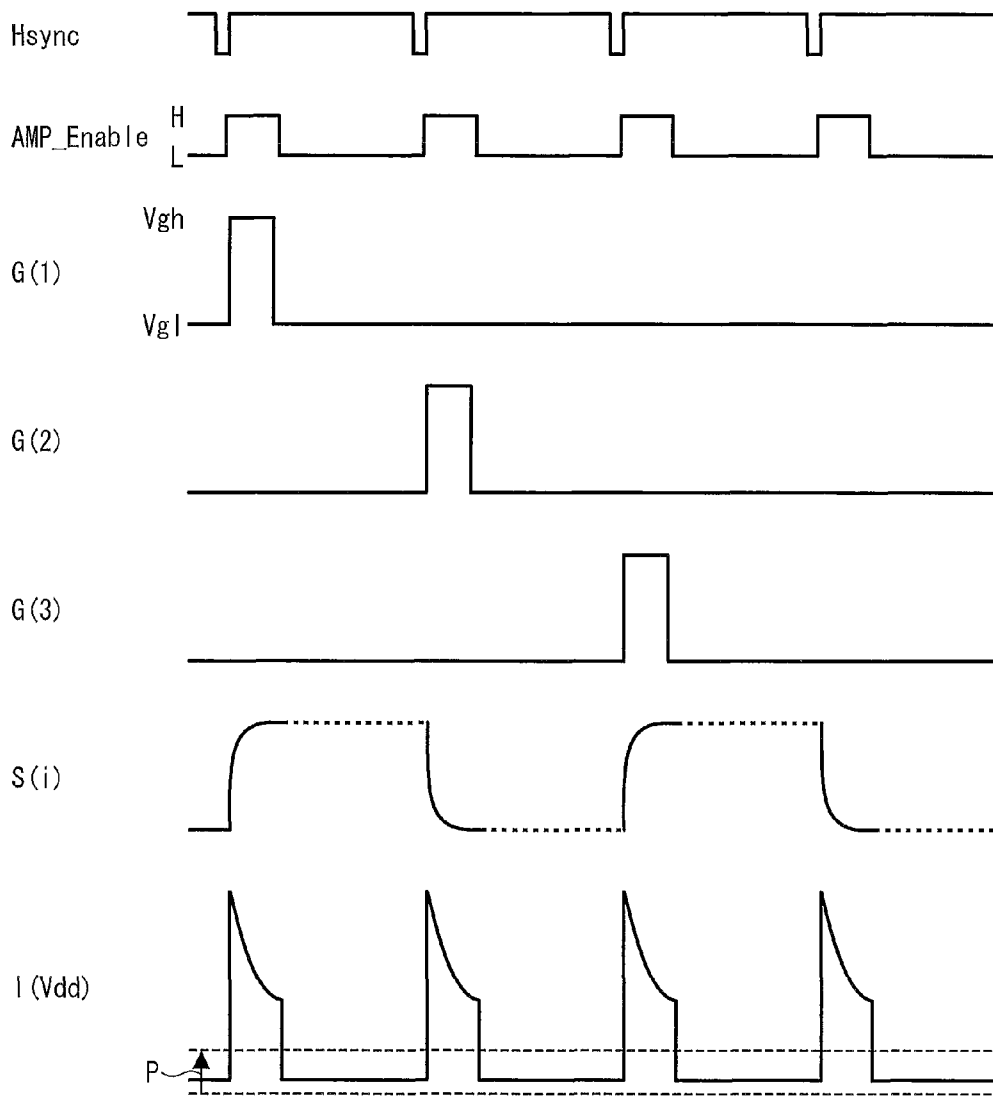 Hsync
AMP_Enable
H
L
Vgh
G(1)
Vgl
G(2)
G(3)
S(i)
I(Vdd)
P